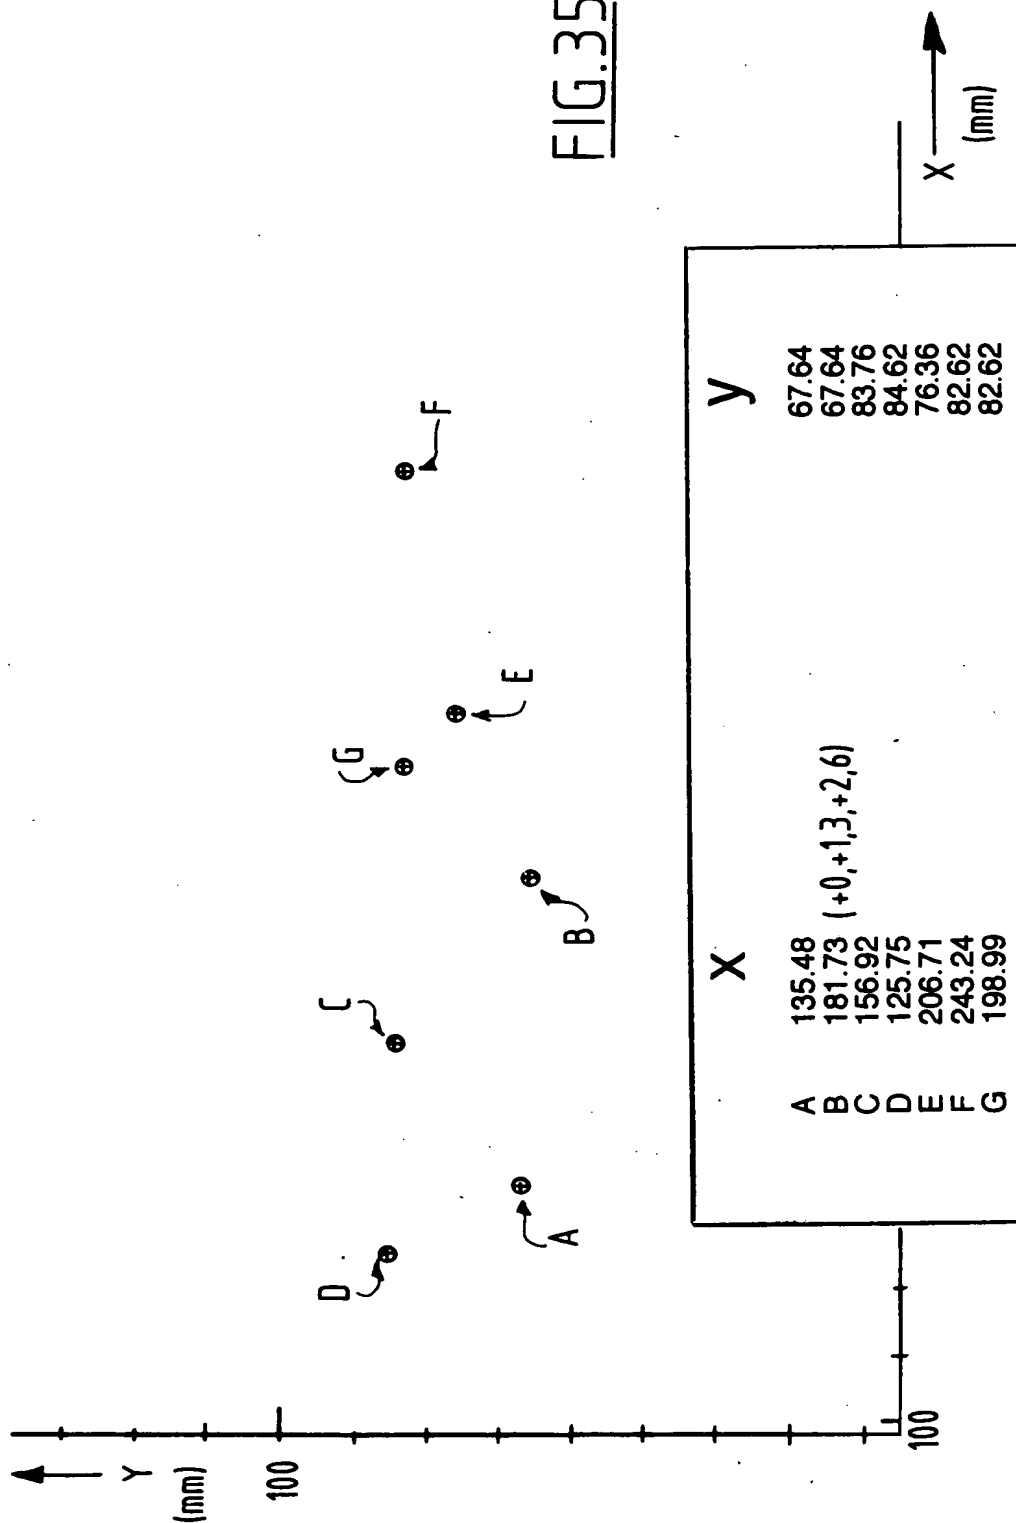 FIG.35
Y
(mm)
100
D
C
G
F
A
B
E
100
X
(mm)
x y
A 135.48 67.64
B 181.73 (+0,+1,3,+2,6) 67.64
C 156.92 83.76
D 125.75 84.62
E 206.71 76.36
F 243.24 82.62
G 198.99 82.62